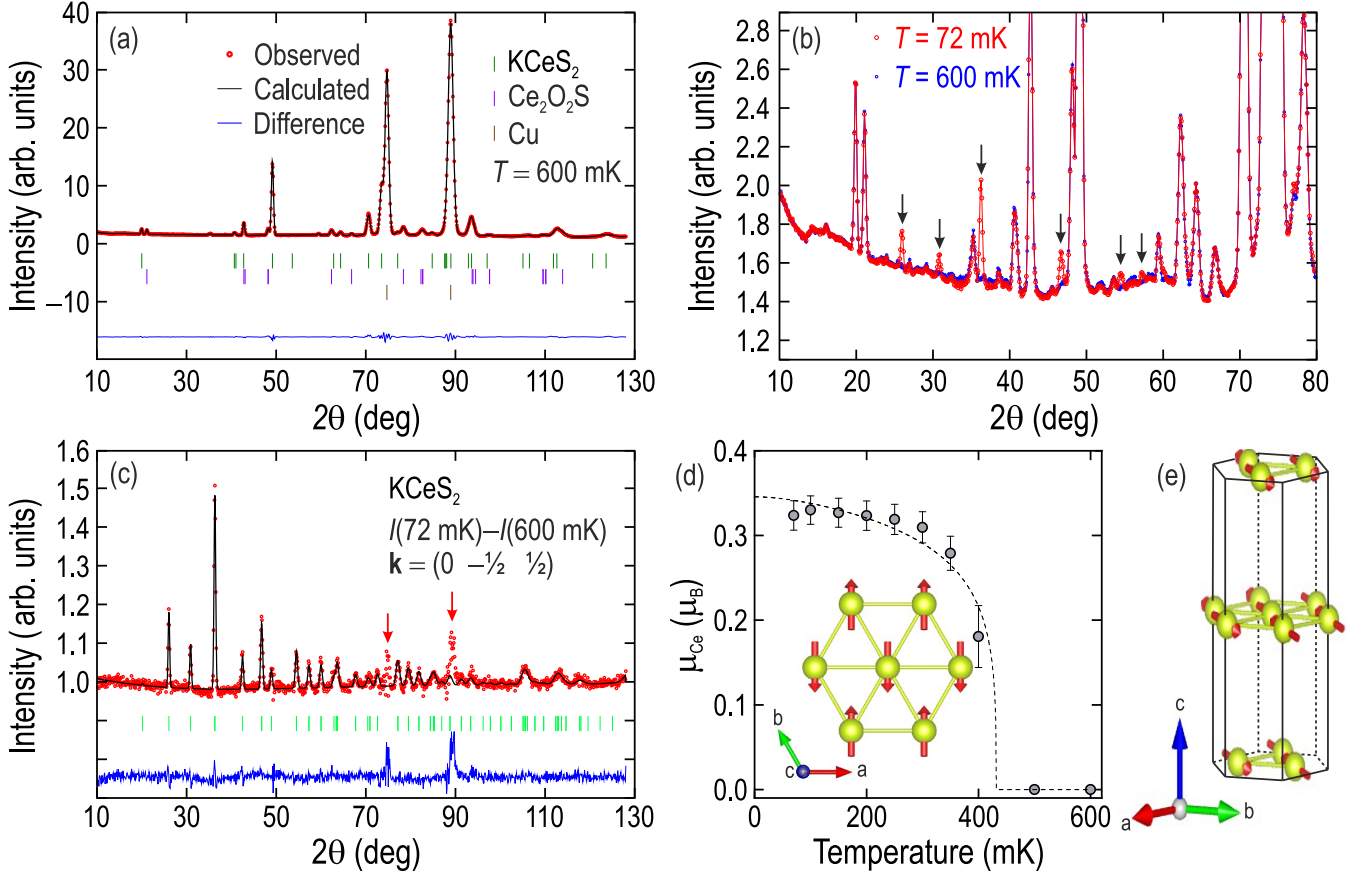 (a)
Observed
Calculated
Difference
KCeS₂
Ce₂O₂S
Cu
T = 600 mK
Intensity (arb. units)
40
30
20
10
0
−10
10
30
50
70
90
110
130
2θ (deg)
(b)
T = 72 mK
T = 600 mK
Intensity (arb. units)
2.8
2.6
2.4
2.2
2.0
1.8
1.6
1.4
1.2
10
20
30
40
50
60
70
80
2θ (deg)
(c)
KCeS₂
I(72 mK)−I(600 mK)
k = (0 −½ ½)
Intensity (arb. units)
1.6
1.5
1.4
1.3
1.2
1.1
1.0
10
30
50
70
90
110
130
2θ (deg)
(d)
μCe (μB)
0.4
0.3
0.2
0.1
0.0
b
c
a
0
200
400
600
Temperature (mK)
(e)
c
a
b